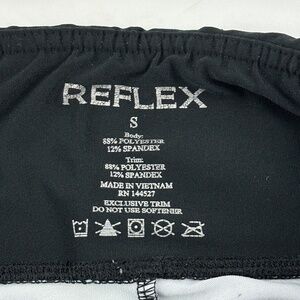 REFLEX
S
Body:
88% POLYESTER
12% SPANDEX
Trim:
88% POLYESTER
12% SPANDEX
MADE IN VIETNAM
RN 144527
EXCLUSIVE TRIM
DO NOT USE SOFTENER